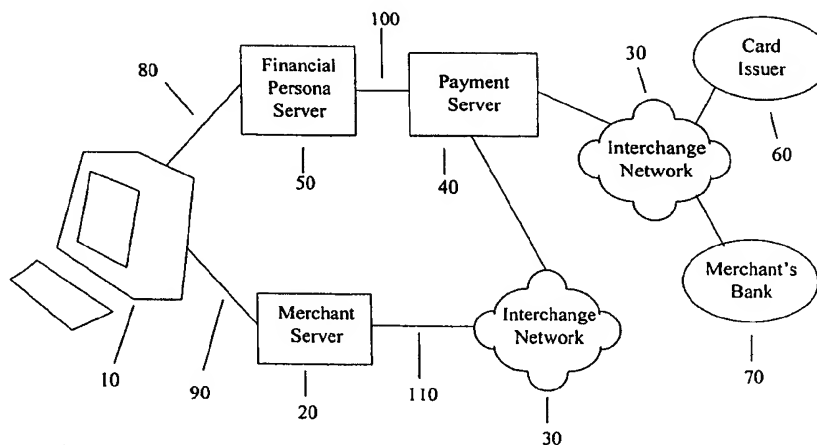 100
80
Financial
Persona
Server
50
Payment
Server
40
30
Card
Issuer
60
Interchange
Network
Merchant's
Bank
70
10
90
Merchant
Server
20
110
Interchange
Network
30